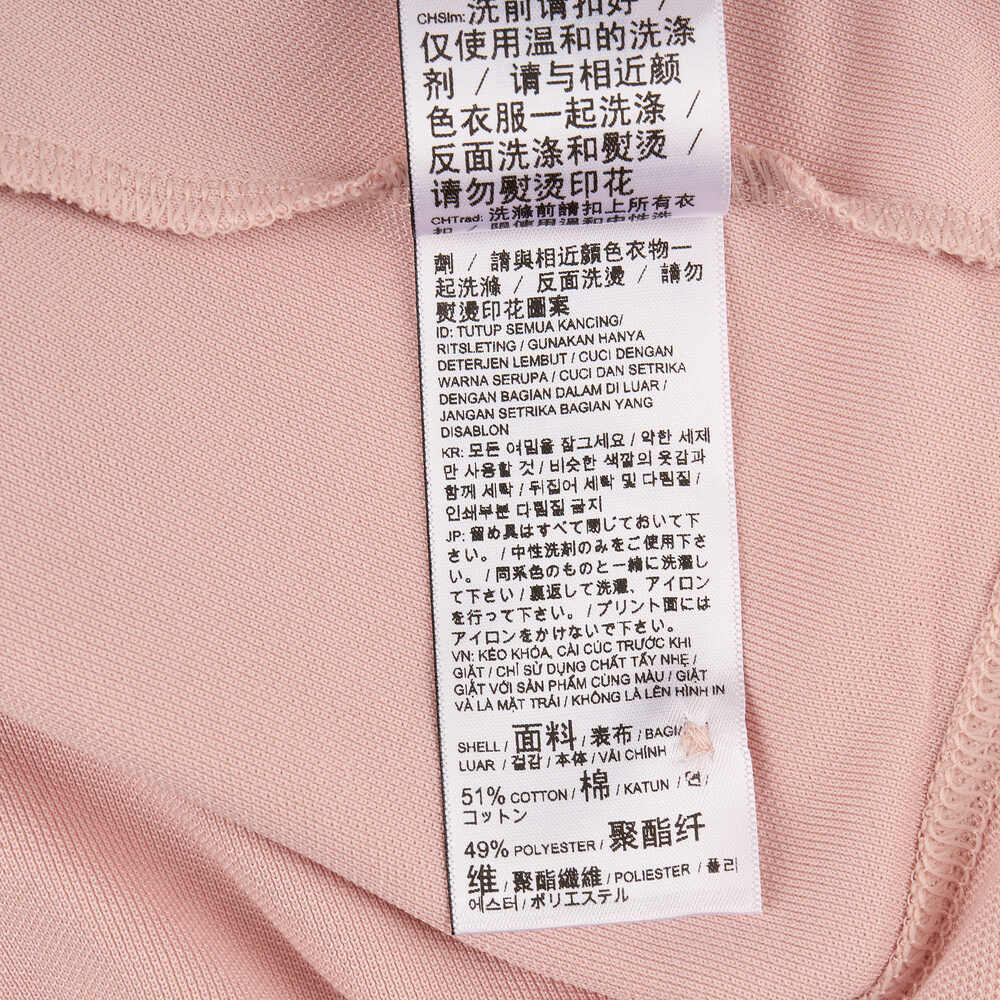 CHSIm: 洗前请扣好 /
仅使用温和的洗涤
剂 / 请与相近颜
色衣服一起洗涤 /
反面洗涤和熨烫 /
请勿熨烫印花
CHTrad: 洗滌前請扣上所有衣
扣 / 限使用溫和中性洗
劑 / 請與相近顏色衣物一
起洗滌 / 反面洗燙 / 請勿
熨燙印花圖案
ID: TUTUP SEMUA KANCING/
RITSLETING / GUNAKAN HANYA
DETERJEN LEMBUT / CUCI DENGAN
WARNA SERUPA / CUCI DAN SETRIKA
DENGAN BAGIAN DALAM DI LUAR /
JANGAN SETRIKA BAGIAN YANG
DISABLON
KR: 모든 여밈을 잠그세요 / 약한 세제
만 사용할 것 / 비슷한 색깔의 옷감과
함께 세탁 / 뒤집어 세탁 및 다림질 /
인쇄부분 다림질 금지
JP: 留め具はすべて閉じておいて下
さい。 / 中性洗剤のみをご使用下さ
い。 / 同系色のものと一緒に洗濯し
て下さい / 裏返して洗濯、アイロン
を行って下さい。 / プリント面には
アイロンをかけないで下さい。
VN: KÉO KHÓA, CÀI CÚC TRƯỚC KHI
GIẶT / CHỈ SỬ DỤNG CHẤT TẨY NHẸ /
GIẶT VỚI SẢN PHẨM CÙNG MÀU / GIẶT
VÀ LÀ MẶT TRÁI / KHÔNG LÀ LÊN HÌNH IN
SHELL / 面料 / 表布 / BAGI
LUAR / 겉감 / 本体 / VẢI CHÍNH
51% COTTON / 棉 / KATUN / 면 /
コットン
49% POLYESTER / 聚酯纤
维 / 聚酯纖維 / POLIESTER / 폴리
에스터 / ポリエステル